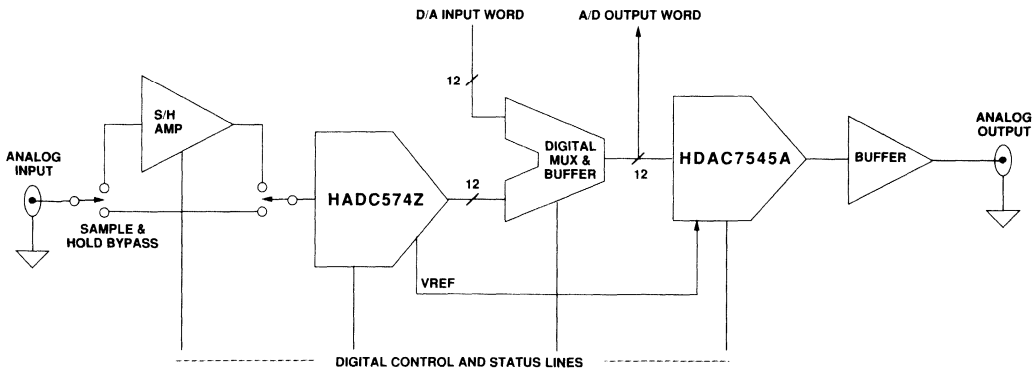 D/A INPUT WORD
A/D OUTPUT WORD
12
S/H
AMP
ANALOG
INPUT
SAMPLE &
HOLD BYPASS
HADC574Z
12
DIGITAL
MUX &
BUFFER
12
HDAC7545A
BUFFER
ANALOG
OUTPUT
VREF
DIGITAL CONTROL AND STATUS LINES